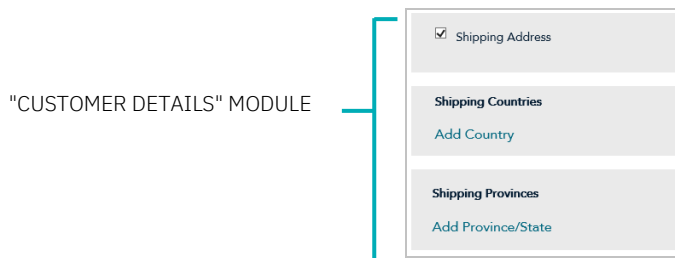 "CUSTOMER DETAILS" MODULE
Shipping Address
Shipping Countries
Add Country
Shipping Provinces
Add Province/State